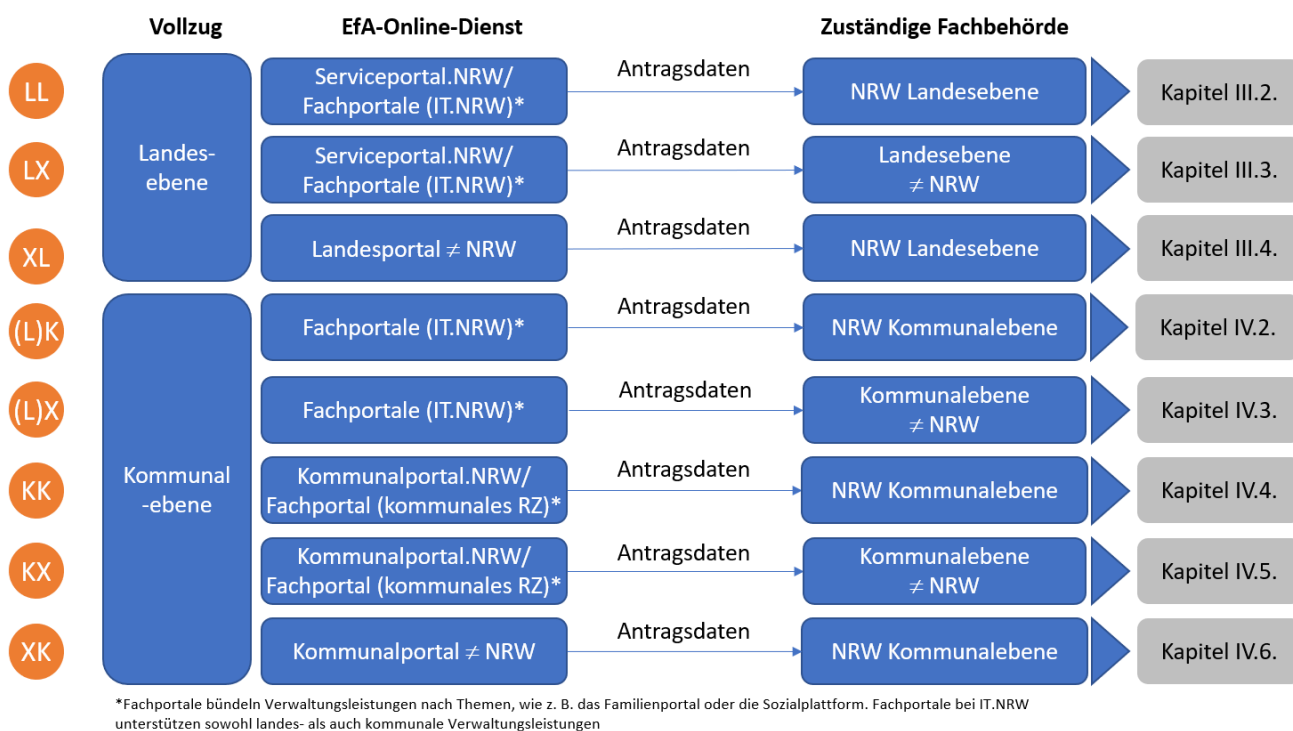 Vollzug
EfA-Online-Dienst
Zuständige Fachbehörde
LL
Landes-
ebene
Serviceportal.NRW/
Fachportale (IT.NRW)*
Antragsdaten
NRW Landesebene
Kapitel III.2.
LX
Serviceportal.NRW/
Fachportale (IT.NRW)*
Antragsdaten
Landesebene
≠ NRW
Kapitel III.3.
XL
Landesportal ≠ NRW
Antragsdaten
NRW Landesebene
Kapitel III.4.
(L)K
Kommunal
-ebene
Fachportale (IT.NRW)*
Antragsdaten
NRW Kommunalebene
Kapitel IV.2.
(L)X
Fachportale (IT.NRW)*
Antragsdaten
Kommunalebene
≠ NRW
Kapitel IV.3.
KK
Kommunalportal.NRW/
Fachportal (kommunales RZ)*
Antragsdaten
NRW Kommunalebene
Kapitel IV.4.
KX
Kommunalportal.NRW/
Fachportal (kommunales RZ)*
Antragsdaten
Kommunalebene
≠ NRW
Kapitel IV.5.
XK
Kommunalportal ≠ NRW
Antragsdaten
NRW Kommunalebene
Kapitel IV.6.
*Fachportale bündeln Verwaltungsleistungen nach Themen, wie z. B. das Familienportal oder die Sozialplattform. Fachportale bei IT.NRW
unterstützen sowohl landes- als auch kommunale Verwaltungsleistungen